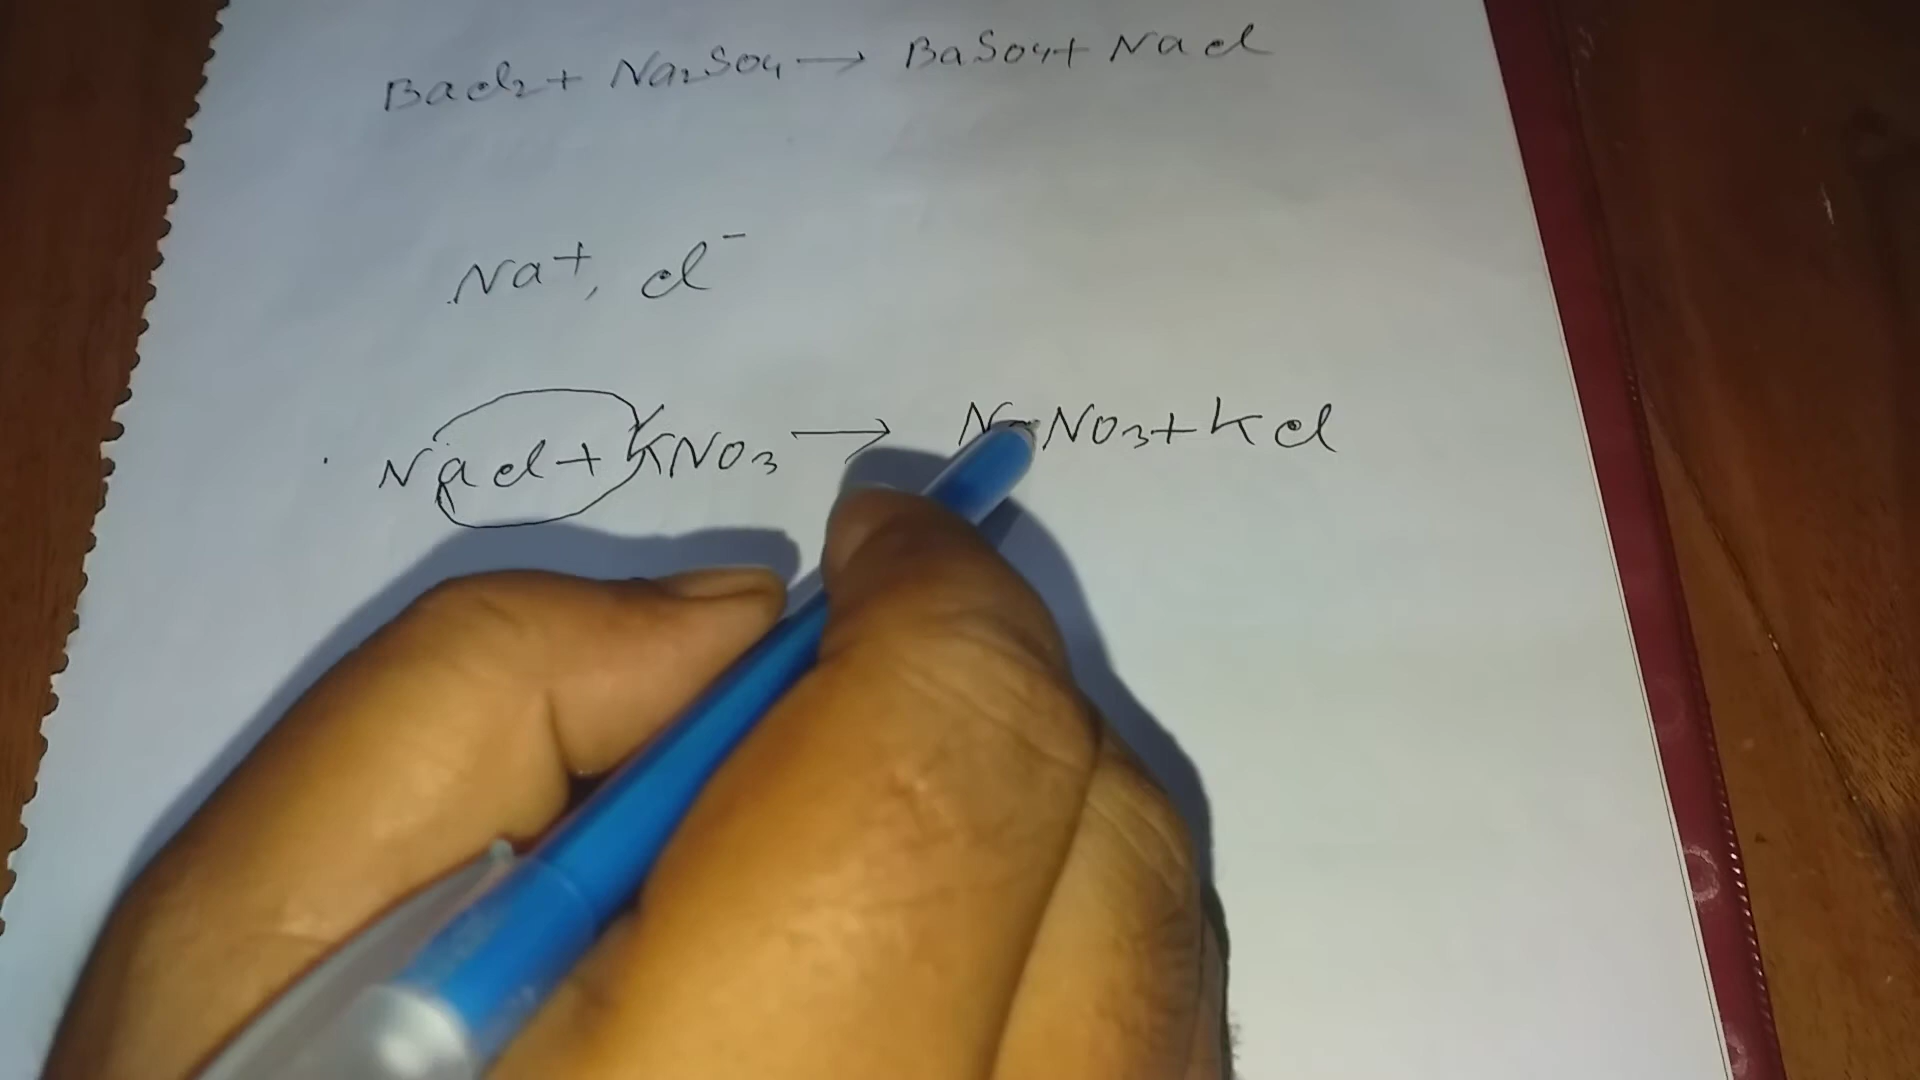 BaCl₂ + Na₂SO₄ → BaSO₄ + NaCl
Na⁺, Cl⁻
NaCl + KNO₃ → NaNO₃ + KCl